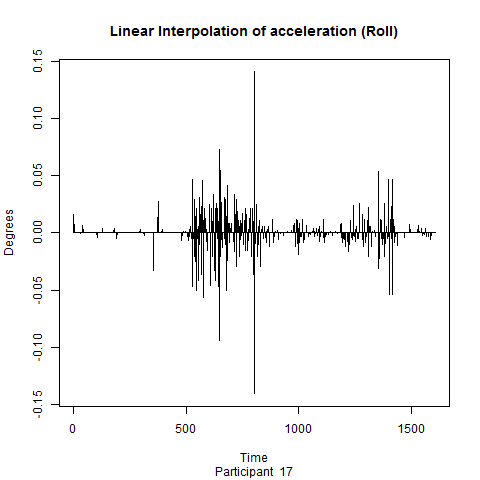 Linear Interpolation of acceleration (Roll)
Degrees
0.15
0.10
0.05
0.00
-0.05
-0.10
-0.15
0 500 1000 1500
Time
Participant 17